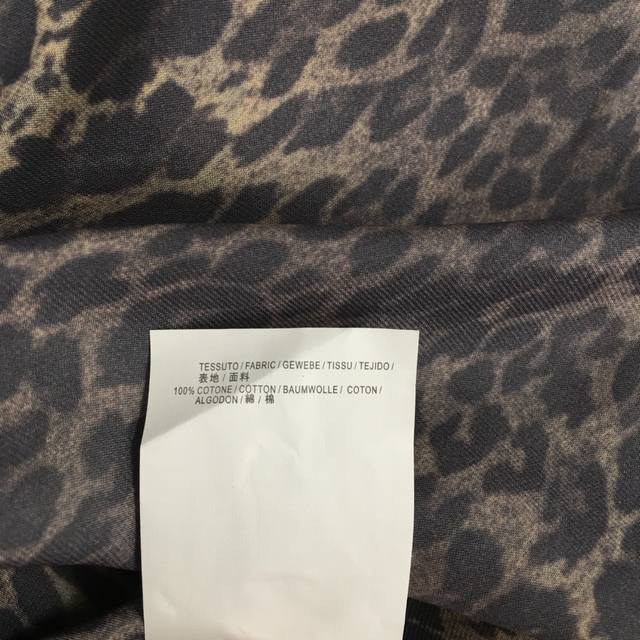 TESSUTO / FABRIC / GEWEBE / TISSU / TEJIDO /
表地 / 面料
100% COTONE / COTTON / BAUMWOLLE / COTON /
ALGODON / 綿 / 棉